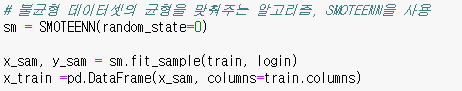 # 불균형 데이터셋의 균형을 맞춰주는 알고리즘, SMOTEENN을 사용
sm = SMOTEENN(random_state=0)
x_sam, y_sam = sm.fit_sample(train, login)
x_train =pd.DataFrame(x_sam, columns=train.columns)